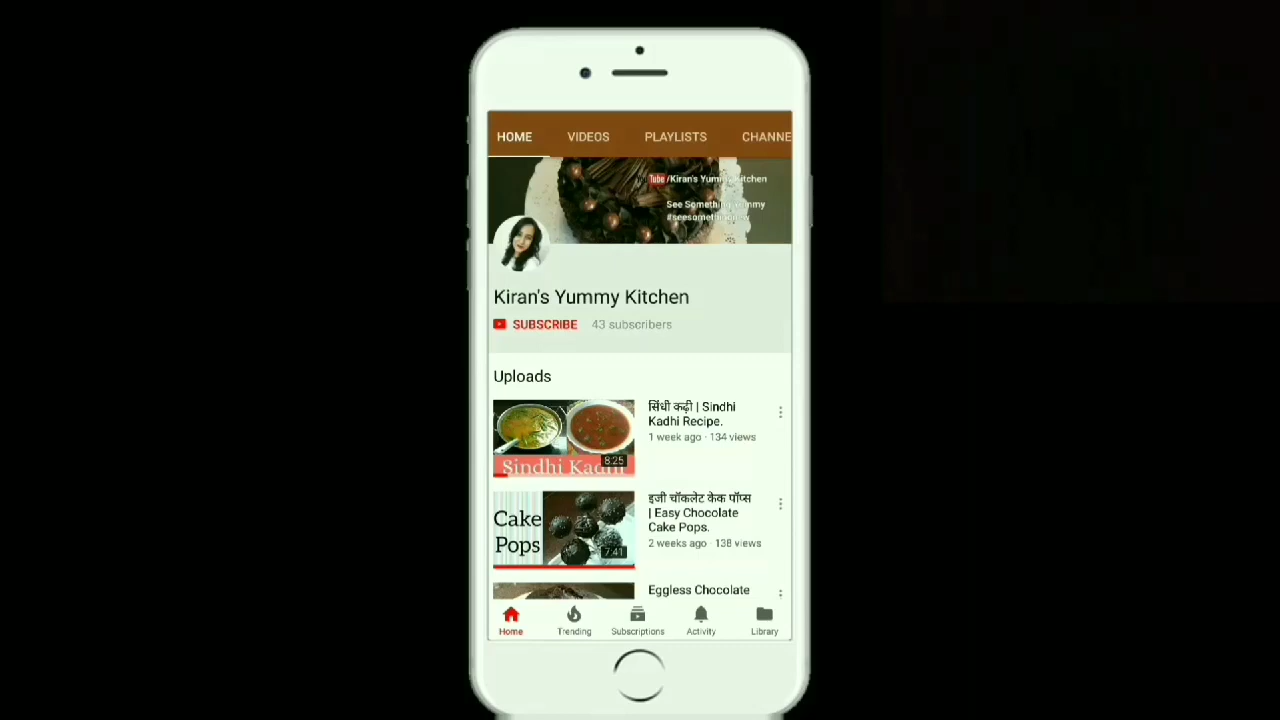 HOME VIDEOS PLAYLISTS CHANNE
Tube /Kiran's Yummy Kitchen
See Something Yummy
Kiran's Yummy Kitchen
SUBSCRIBE 43 subscribers
Uploads
सिंधी कढ़ी | Sindhi
Kadhi Recipe.
1 week ago · 134 views
8:25
Sindhi Kadhi
इजी चॉकलेट केक पॉप्स
| Easy Chocolate
Cake Pops.
2 weeks ago · 138 views
Cake
Pops
7:41
Eggless Chocolate
Home Trending Subscriptions Activity Library